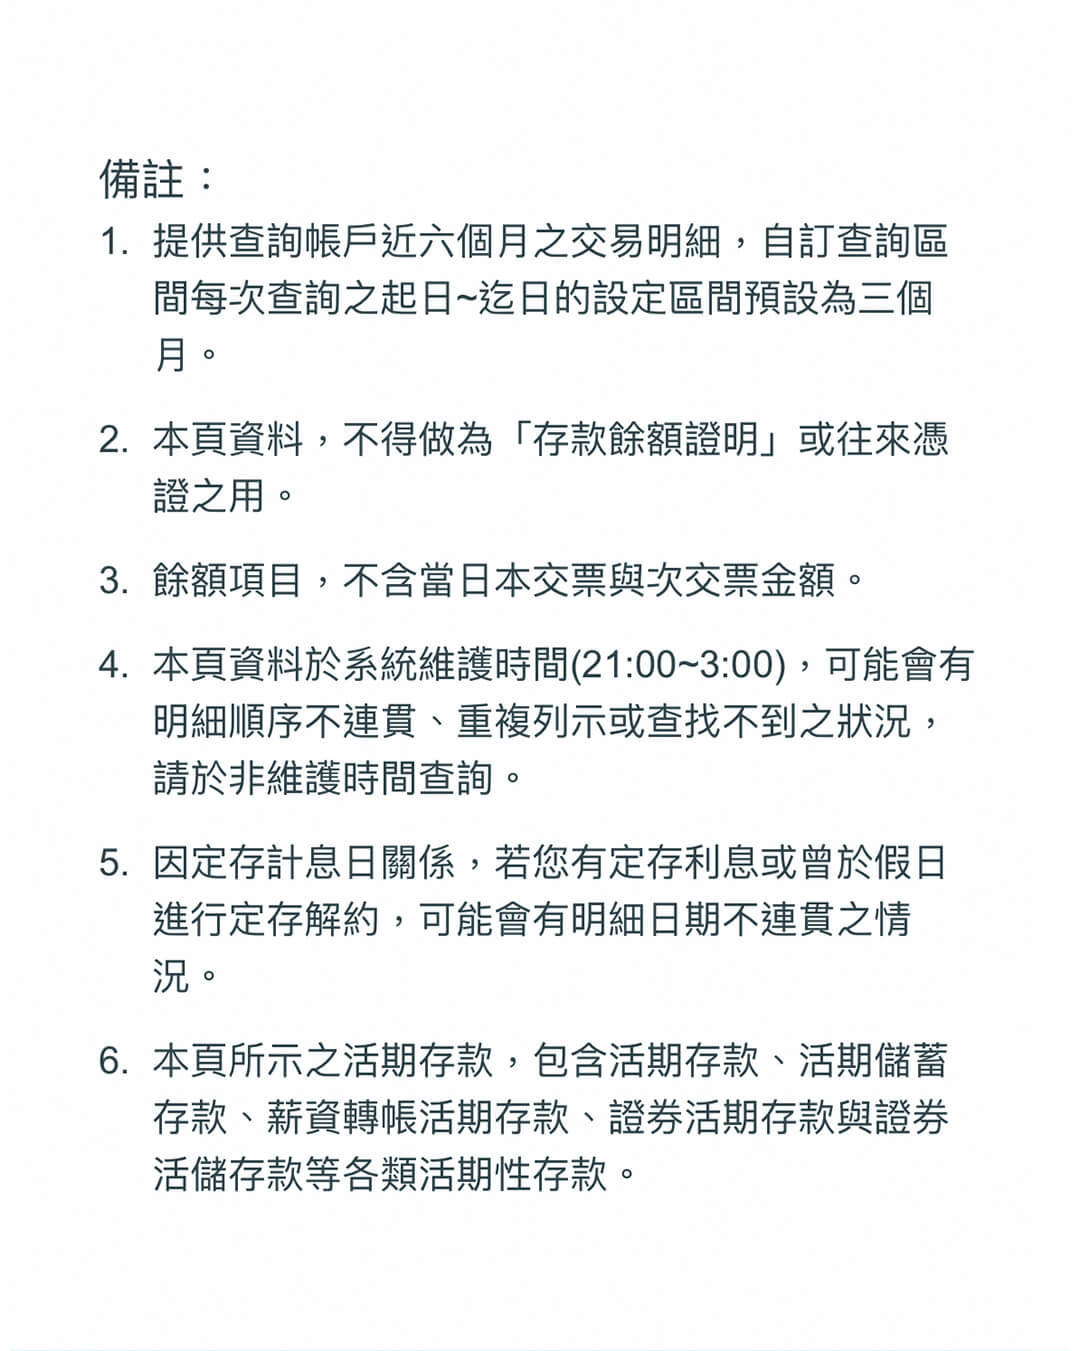 備註：
1. 提供查詢帳戶近六個月之交易明細，自訂查詢區
間每次查詢之起日~迄日的設定區間預設為三個
月。
2. 本頁資料，不得做為「存款餘額證明」或往來憑
證之用。
3. 餘額項目，不含當日本交票與次交票金額。
4. 本頁資料於系統維護時間(21:00~3:00)，可能會有
明細順序不連貫、重複列示或查找不到之狀況，
請於非維護時間查詢。
5. 因定存計息日關係，若您有定存利息或曾於假日
進行定存解約，可能會有明細日期不連貫之情
況。
6. 本頁所示之活期存款，包含活期存款、活期儲蓄
存款、薪資轉帳活期存款、證券活期存款與證券
活儲存款等各類活期性存款。